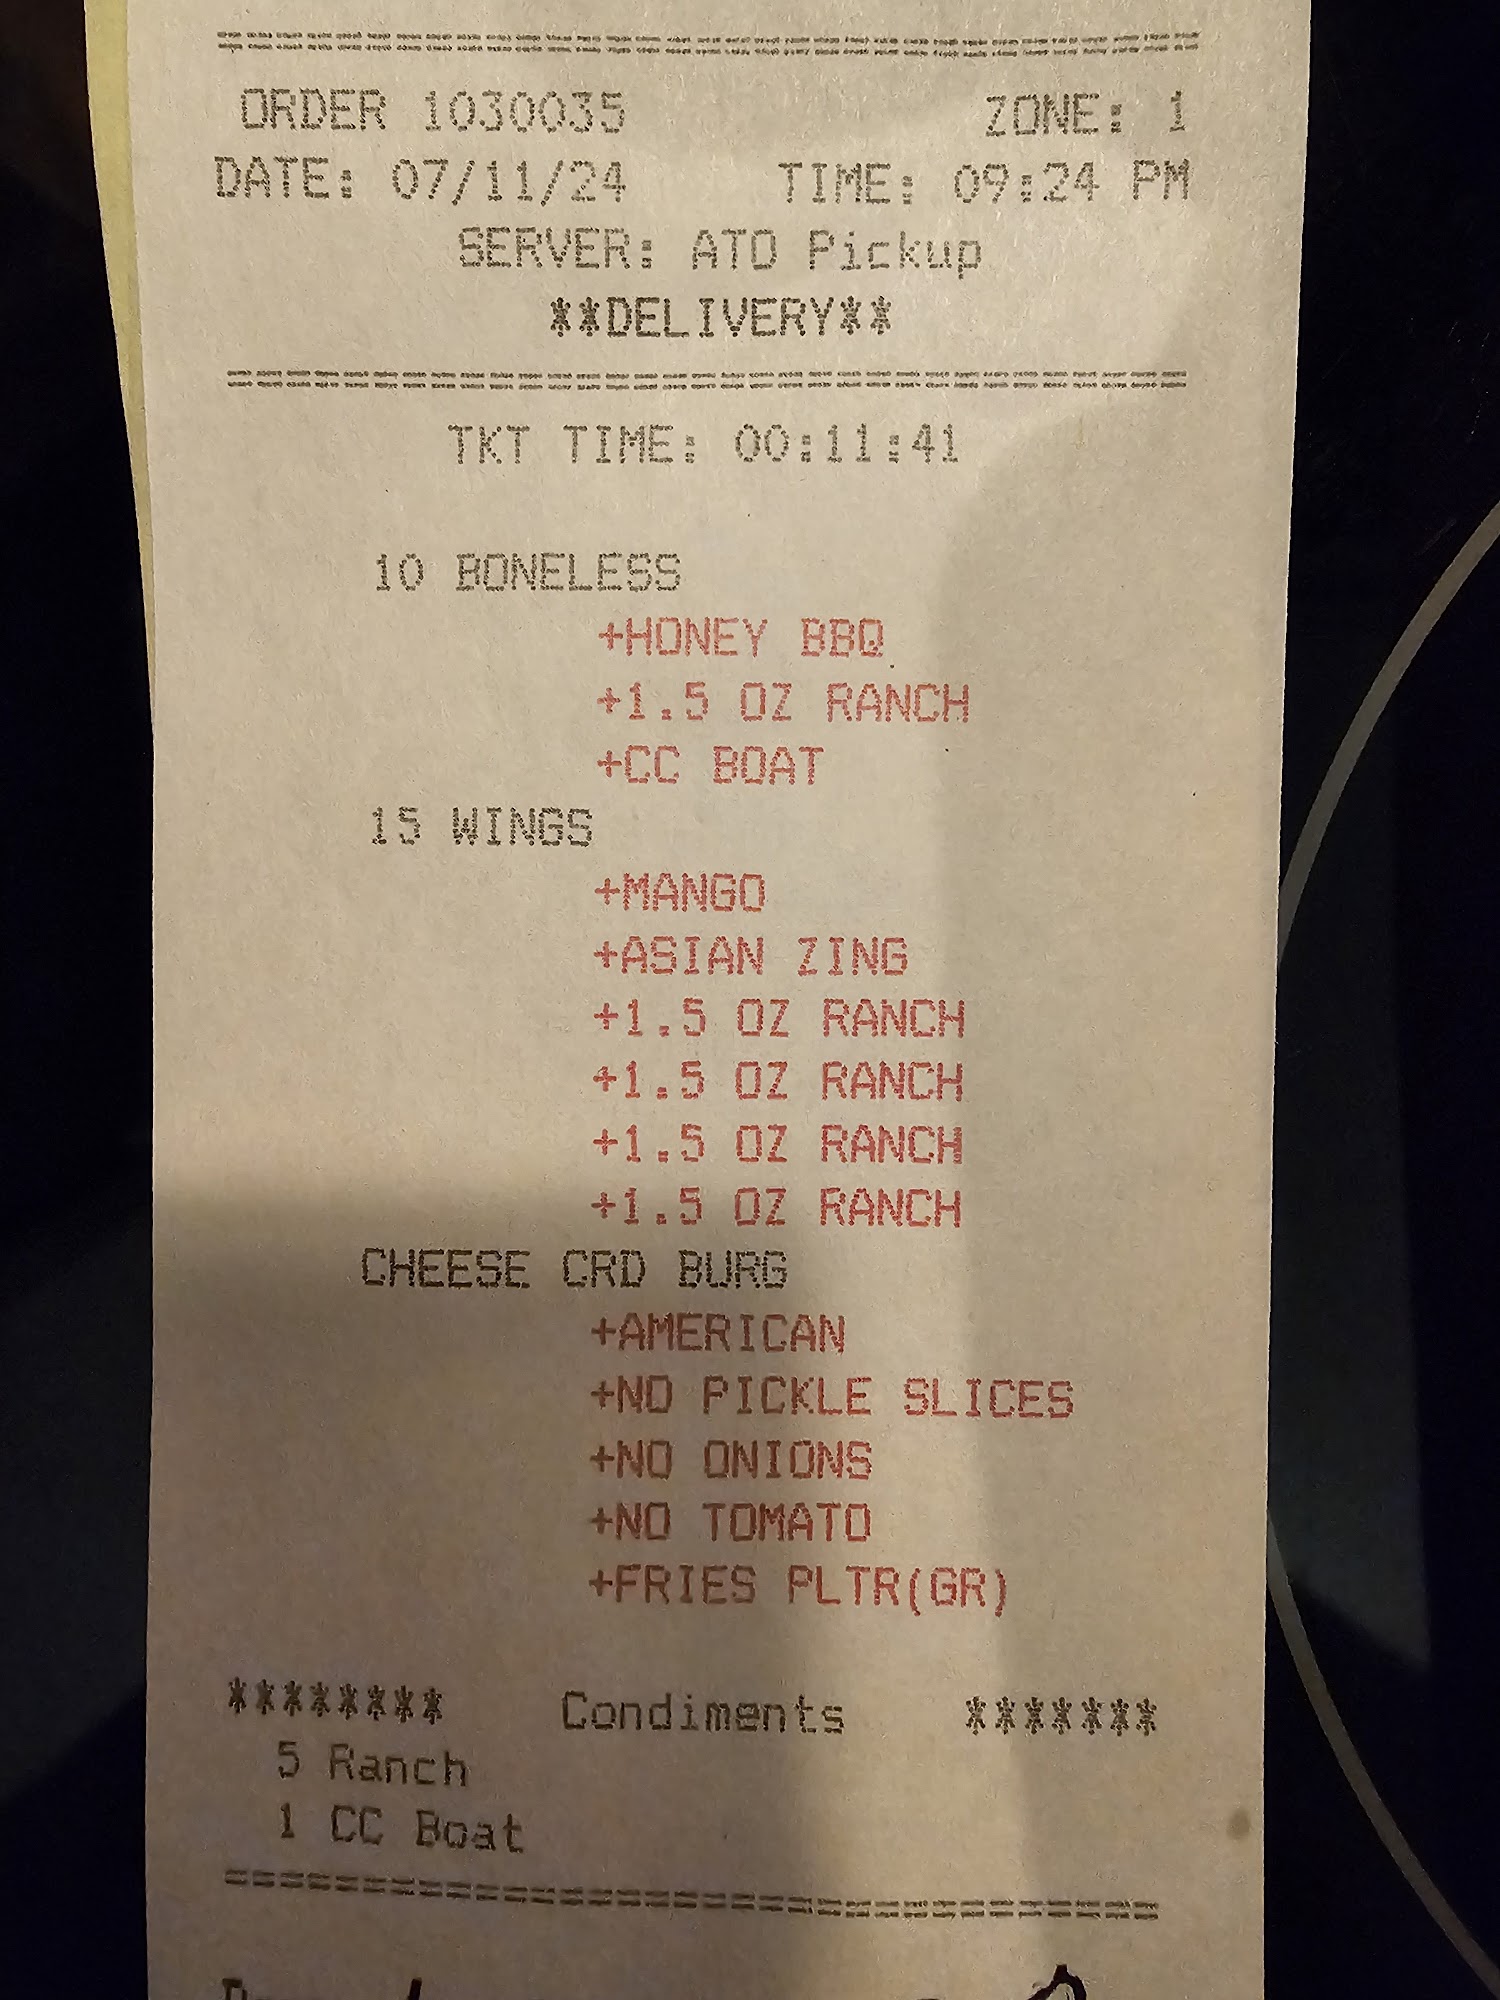 ORDER 1030035 ZONE: 1
DATE: 07/11/24 TIME: 09:24 PM
SERVER: ATO Pickup
**DELIVERY**
TKT TIME: 00:11:41
10 BONELESS
+HONEY BBQ
+1.5 OZ RANCH
+CC BOAT
15 WINGS
+MANGO
+ASIAN ZING
+1.5 OZ RANCH
+1.5 OZ RANCH
+1.5 OZ RANCH
+1.5 OZ RANCH
CHEESE CRD BURG
+AMERICAN
+NO PICKLE SLICES
+NO ONIONS
+NO TOMATO
+FRIES PLTR(GR)
******** Condiments *******
5 Ranch
1 CC Boat